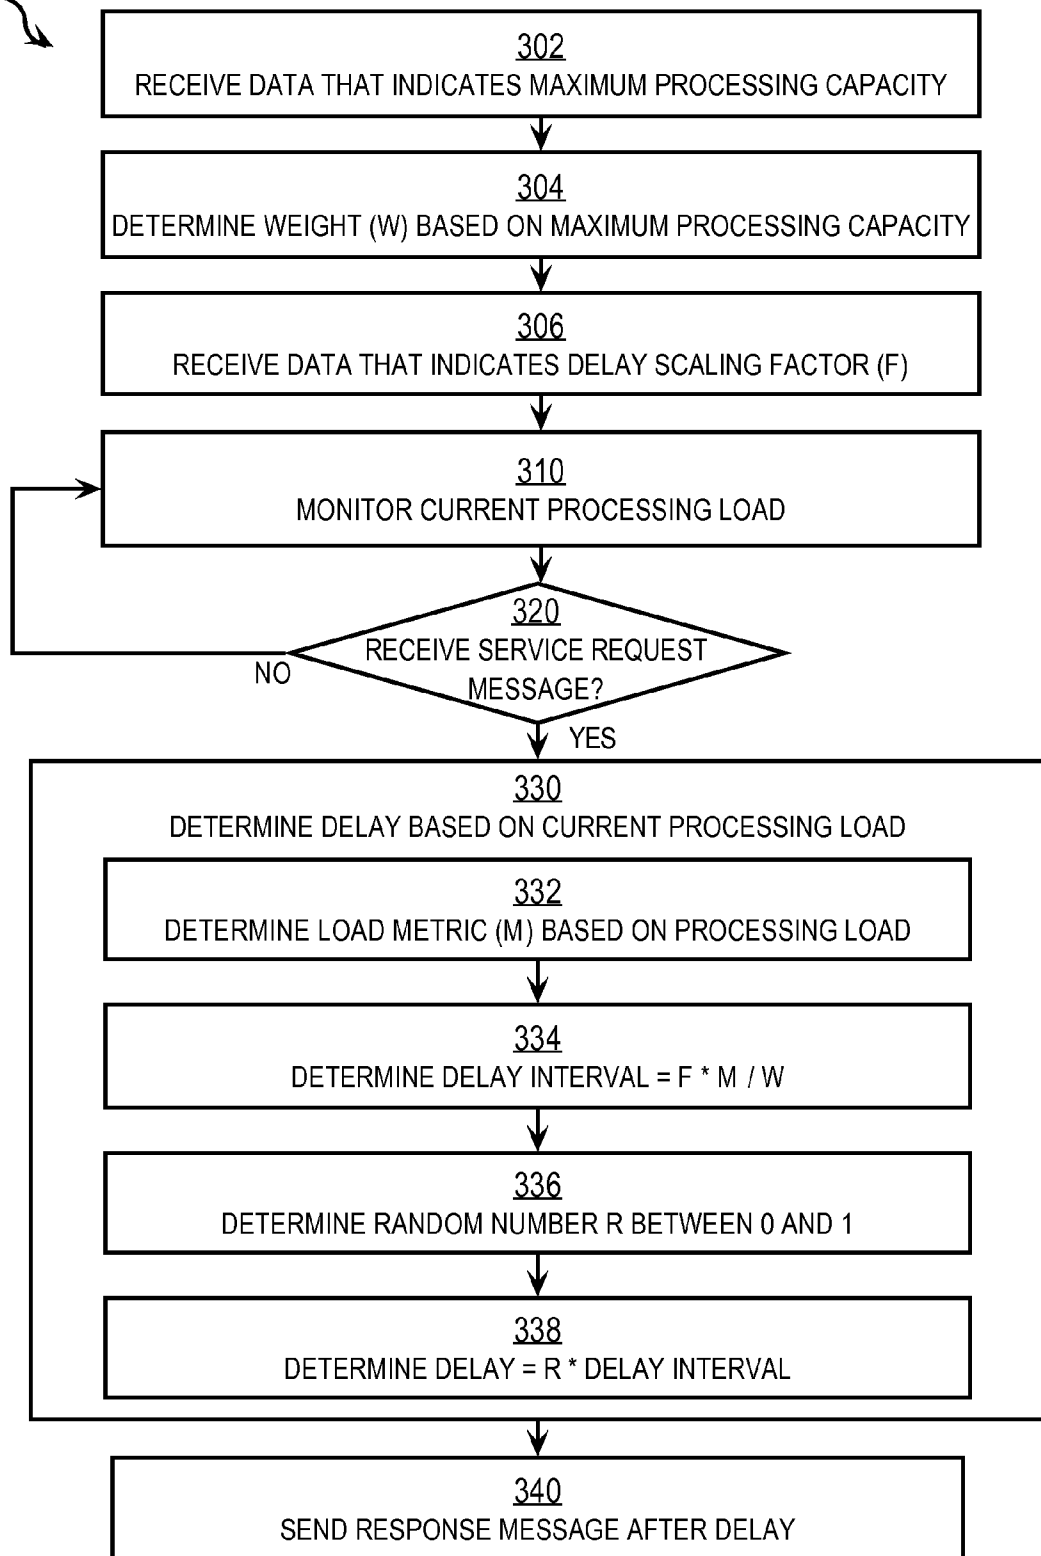 302
RECEIVE DATA THAT INDICATES MAXIMUM PROCESSING CAPACITY
304
DETERMINE WEIGHT (W) BASED ON MAXIMUM PROCESSING CAPACITY
306
RECEIVE DATA THAT INDICATES DELAY SCALING FACTOR (F)
310
MONITOR CURRENT PROCESSING LOAD
320
RECEIVE SERVICE REQUEST
MESSAGE?
NO
YES
330
DETERMINE DELAY BASED ON CURRENT PROCESSING LOAD
332
DETERMINE LOAD METRIC (M) BASED ON PROCESSING LOAD
334
DETERMINE DELAY INTERVAL = F * M / W
336
DETERMINE RANDOM NUMBER R BETWEEN 0 AND 1
338
DETERMINE DELAY = R * DELAY INTERVAL
340
SEND RESPONSE MESSAGE AFTER DELAY